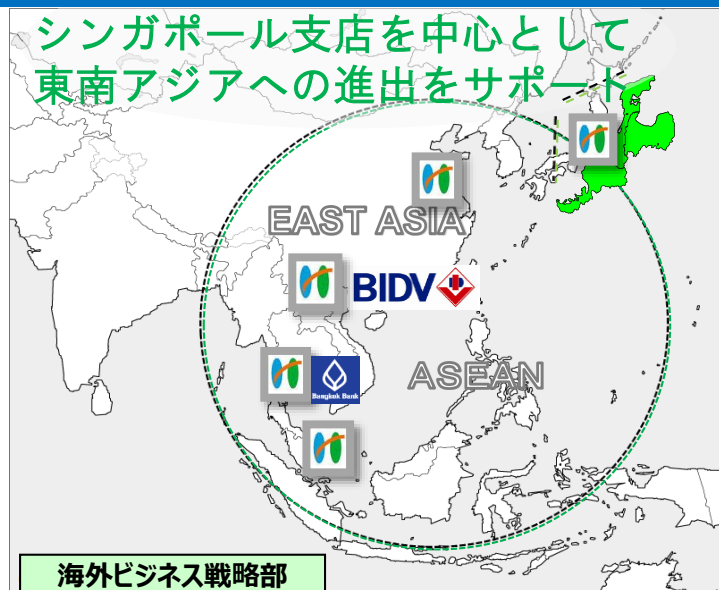 シンガポール支店を中心として
東南アジアへの進出をサポート
EAST ASIA
BIDV
Bangkok Bank
ASEAN
海外ビジネス戦略部